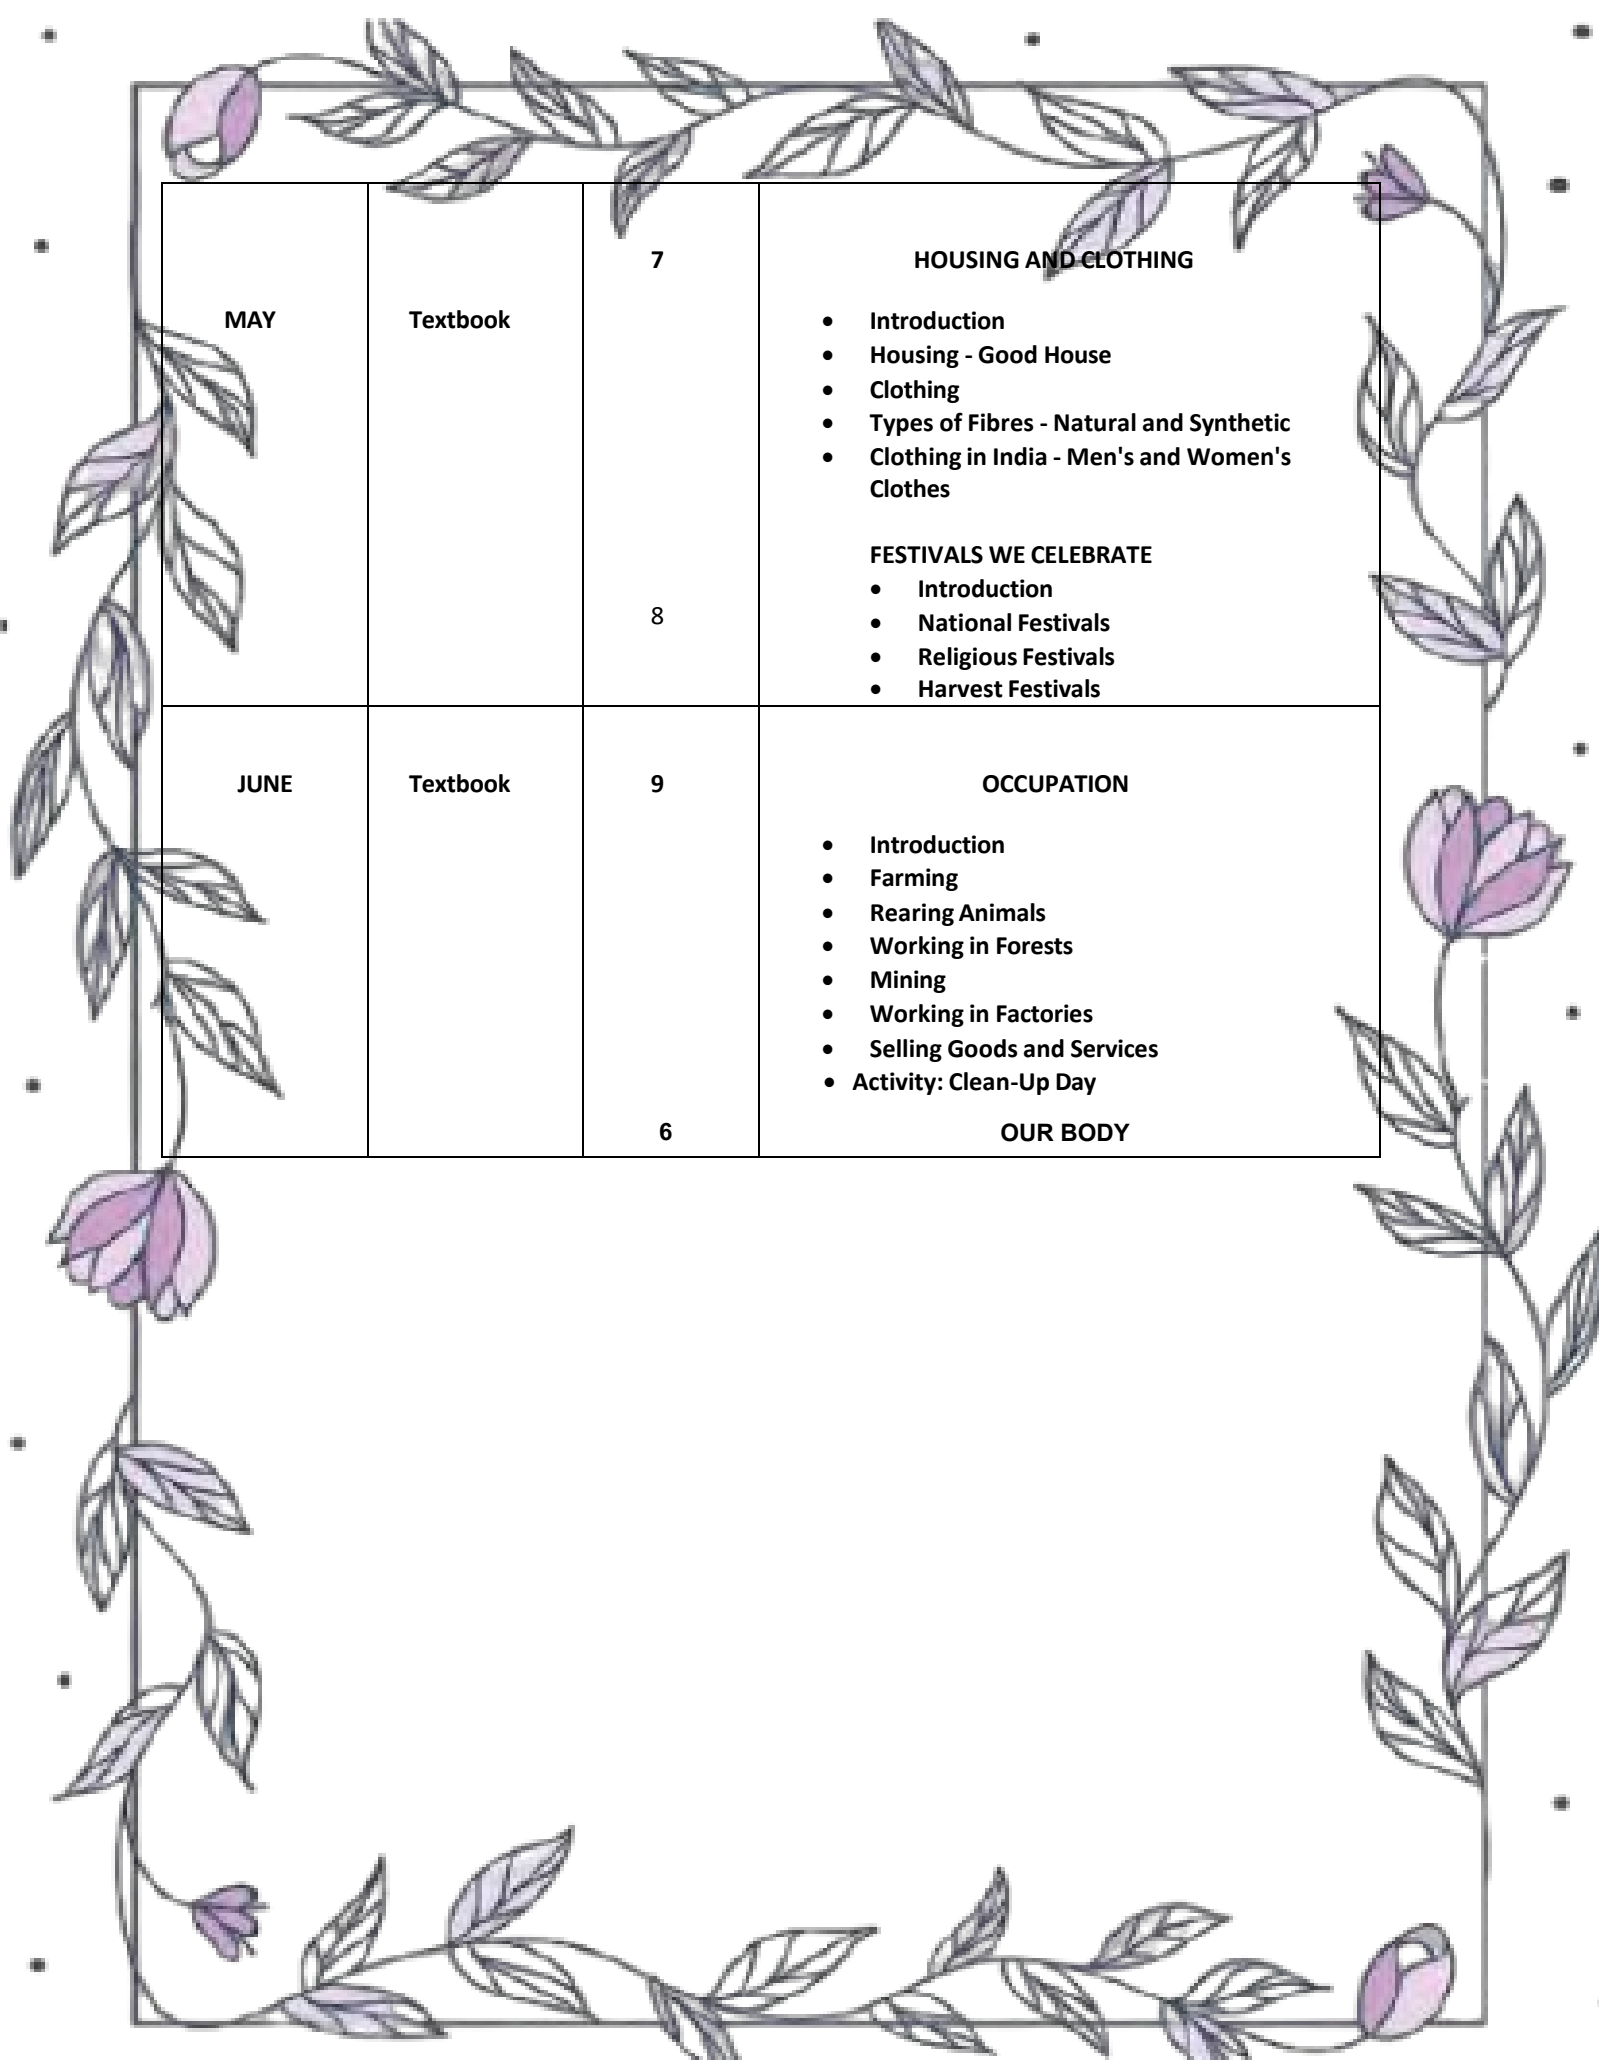 7 HOUSING AND CLOTHING
MAY Textbook • Introduction
• Housing - Good House
• Clothing
• Types of Fibres - Natural and Synthetic
• Clothing in India - Men's and Women's
Clothes
FESTIVALS WE CELEBRATE
• Introduction
8 • National Festivals
• Religious Festivals
• Harvest Festivals
JUNE Textbook 9 OCCUPATION
• Introduction
• Farming
• Rearing Animals
• Working in Forests
• Mining
• Working in Factories
• Selling Goods and Services
• Activity: Clean-Up Day
6 OUR BODY